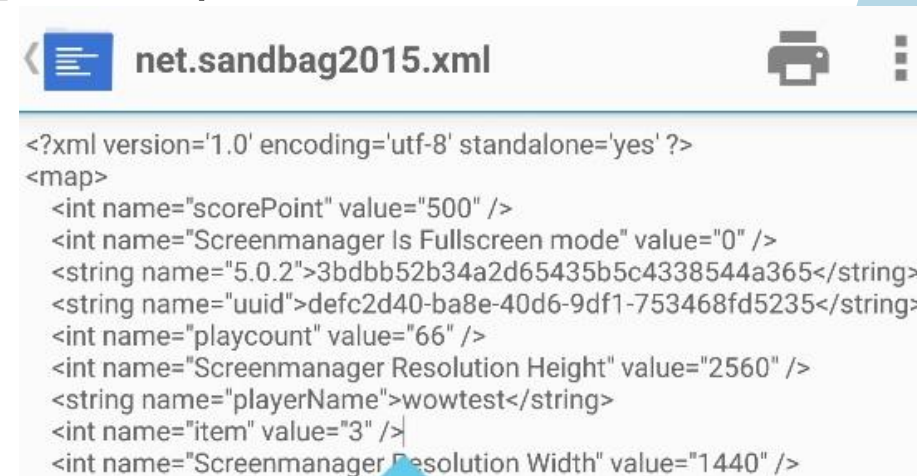 net.sandbag2015.xml
<?xml version='1.0' encoding='utf-8' standalone='yes' ?>
<map>
<int name="scorePoint" value="500" />
<int name="Screenmanager Is Fullscreen mode" value="0" />
<string name="5.0.2">3bdbb52b34a2d65435b5c4338544a365</string>
<string name="uuid">defc2d40-ba8e-40d6-9df1-753468fd5235</string>
<int name="playcount" value="66" />
<int name="Screenmanager Resolution Height" value="2560" />
<string name="playerName">wowtest</string>
<int name="item" value="3" />
<int name="Screenmanager Resolution Width" value="1440" />